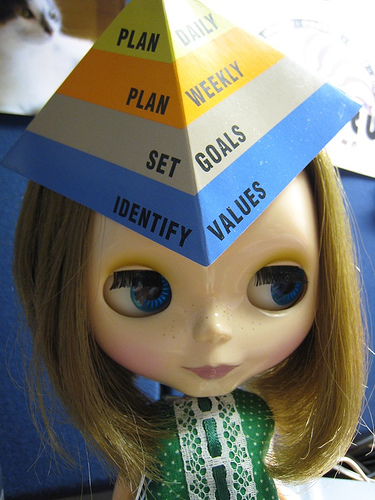 PLAN DAILY
PLAN WEEKLY
SET GOALS
IDENTIFY VALUES